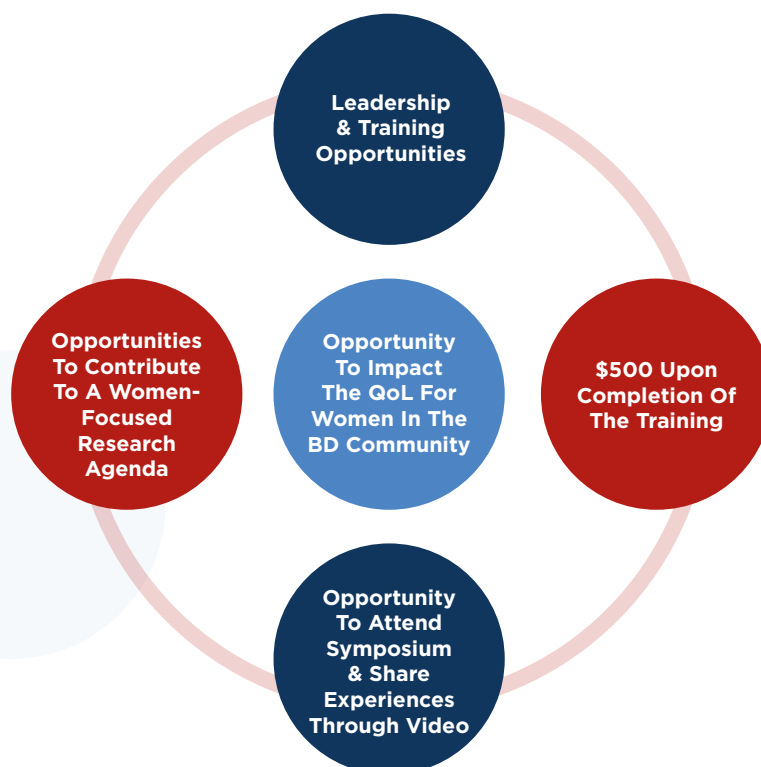 Leadership
& Training
Opportunities
Opportunities
To Contribute
To A Women-
Focused
Research
Agenda
Opportunity
To Impact
The QoL For
Women In The
BD Community
$500 Upon
Completion Of
The Training
Opportunity
To Attend
Symposium
& Share
Experiences
Through Video